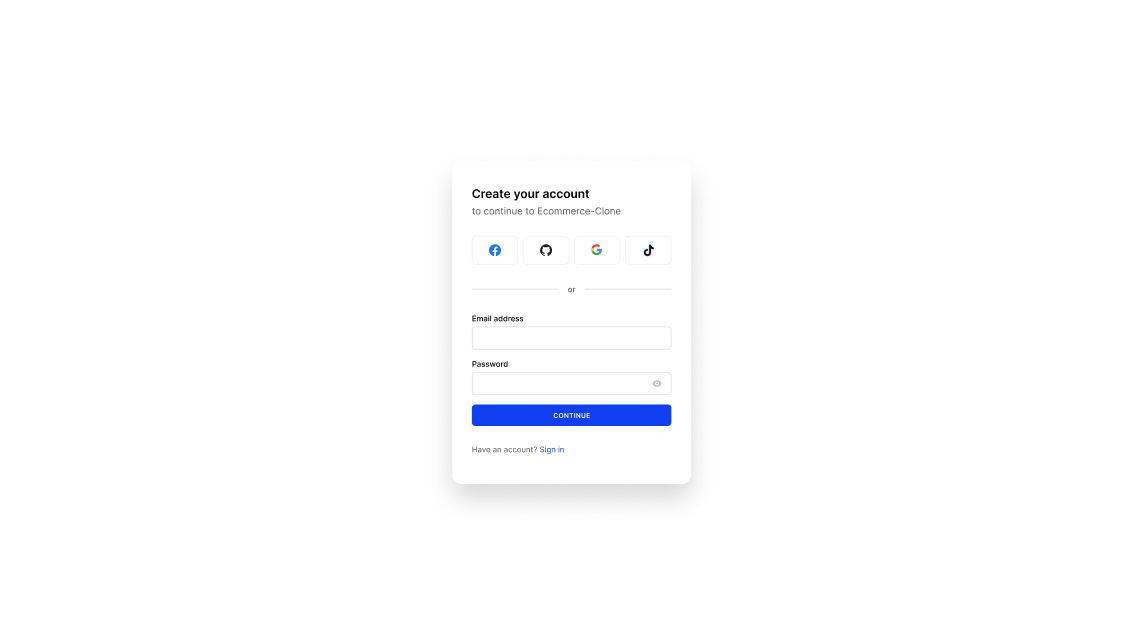 Create your account
to continue to Ecommerce-Clone
or
Email address
Password
CONTINUE
Have an account? Sign in